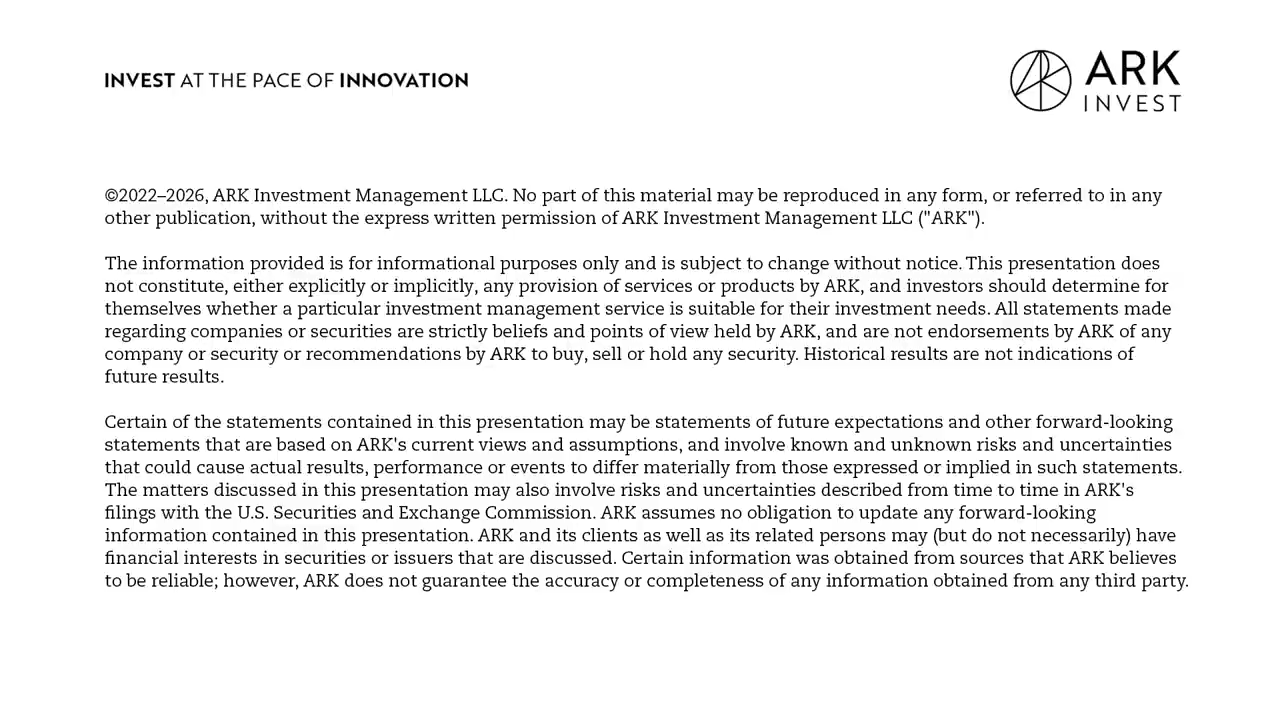 INVEST AT THE PACE OF INNOVATION
ARK
INVEST
©2022–2026, ARK Investment Management LLC. No part of this material may be reproduced in any form, or referred to in any
other publication, without the express written permission of ARK Investment Management LLC ("ARK").
The information provided is for informational purposes only and is subject to change without notice. This presentation does
not constitute, either explicitly or implicitly, any provision of services or products by ARK, and investors should determine for
themselves whether a particular investment management service is suitable for their investment needs. All statements made
regarding companies or securities are strictly beliefs and points of view held by ARK, and are not endorsements by ARK of any
company or security or recommendations by ARK to buy, sell or hold any security. Historical results are not indications of
future results.
Certain of the statements contained in this presentation may be statements of future expectations and other forward-looking
statements that are based on ARK's current views and assumptions, and involve known and unknown risks and uncertainties
that could cause actual results, performance or events to differ materially from those expressed or implied in such statements.
The matters discussed in this presentation may also involve risks and uncertainties described from time to time in ARK's
filings with the U.S. Securities and Exchange Commission. ARK assumes no obligation to update any forward-looking
information contained in this presentation. ARK and its clients as well as its related persons may (but do not necessarily) have
financial interests in securities or issuers that are discussed. Certain information was obtained from sources that ARK believes
to be reliable; however, ARK does not guarantee the accuracy or completeness of any information obtained from any third party.